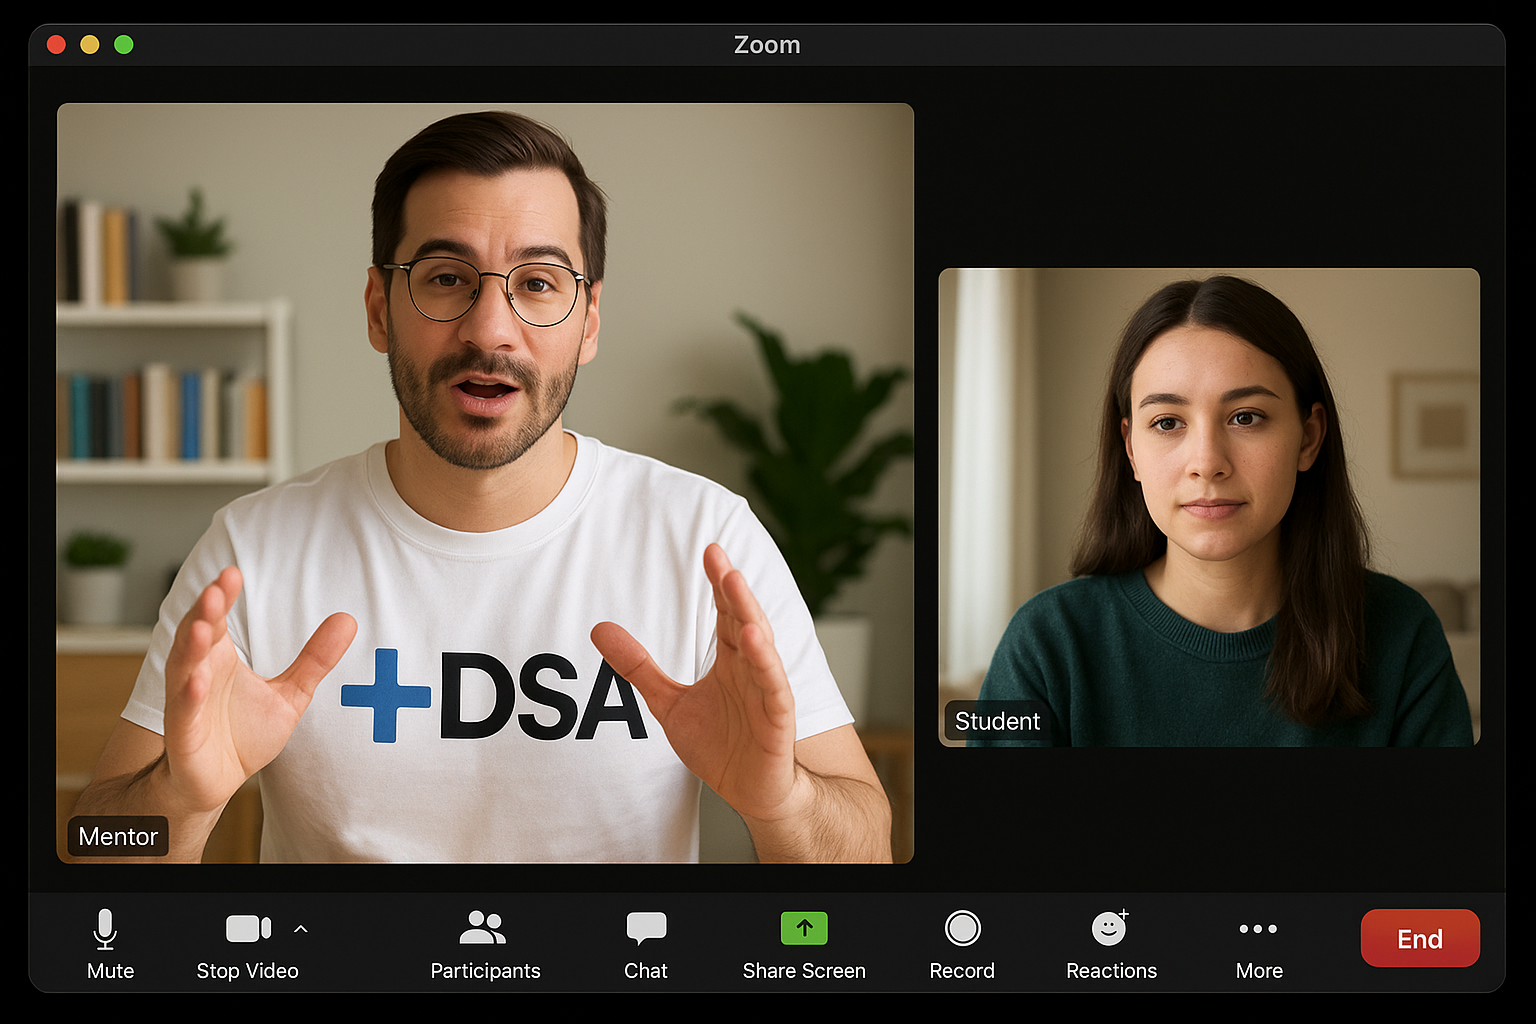 Zoom
+DSA
Mentor
Student
Mute
Stop Video
Participants
Chat
Share Screen
Record
Reactions
More
End